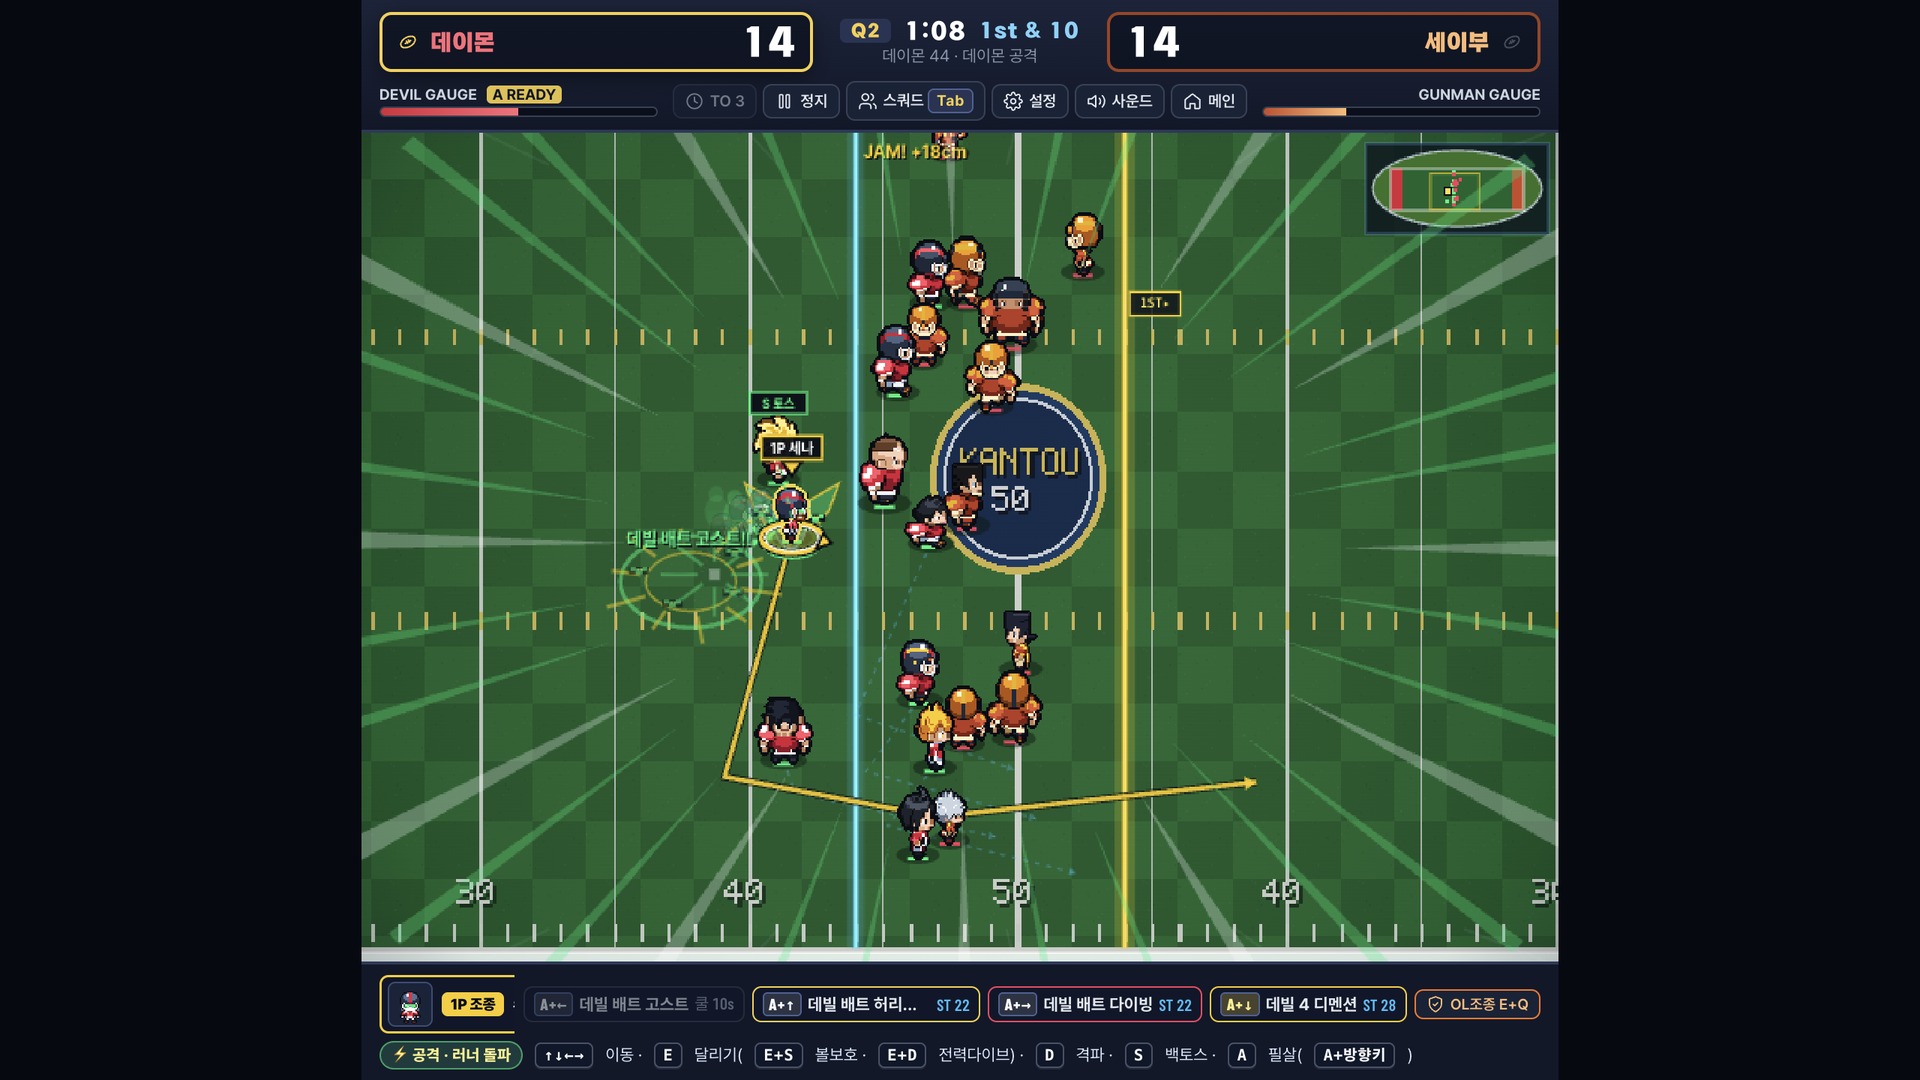 데이몬 14
Q2 1:08 1st & 10
데이몬 44 · 데이몬 공격
14 세이부
DEVIL GAUGE A READY
TO 3
정지
스쿼드 Tab
설정
사운드
메인
GUNMAN GAUGE
JAM! +18cm
1ST
S 토스
1P 세나
KANTOU
50
데빌 배트 고스트!
30 40 50 40 30
1P 조종
A+← 데빌 배트 고스트 쿨 10s
A+↑ 데빌 배트 허리... ST 22
A+→ 데빌 배트 다이빙 ST 22
A+↓ 데빌 4 디멘션 ST 28
OL조종 E+Q
공격 · 러너 돌파
↑↓←→ 이동 · E 달리기( E+S 볼보호 · E+D 전력다이브) · D 격파 · S 백토스 · A 필살( A+방향키 )